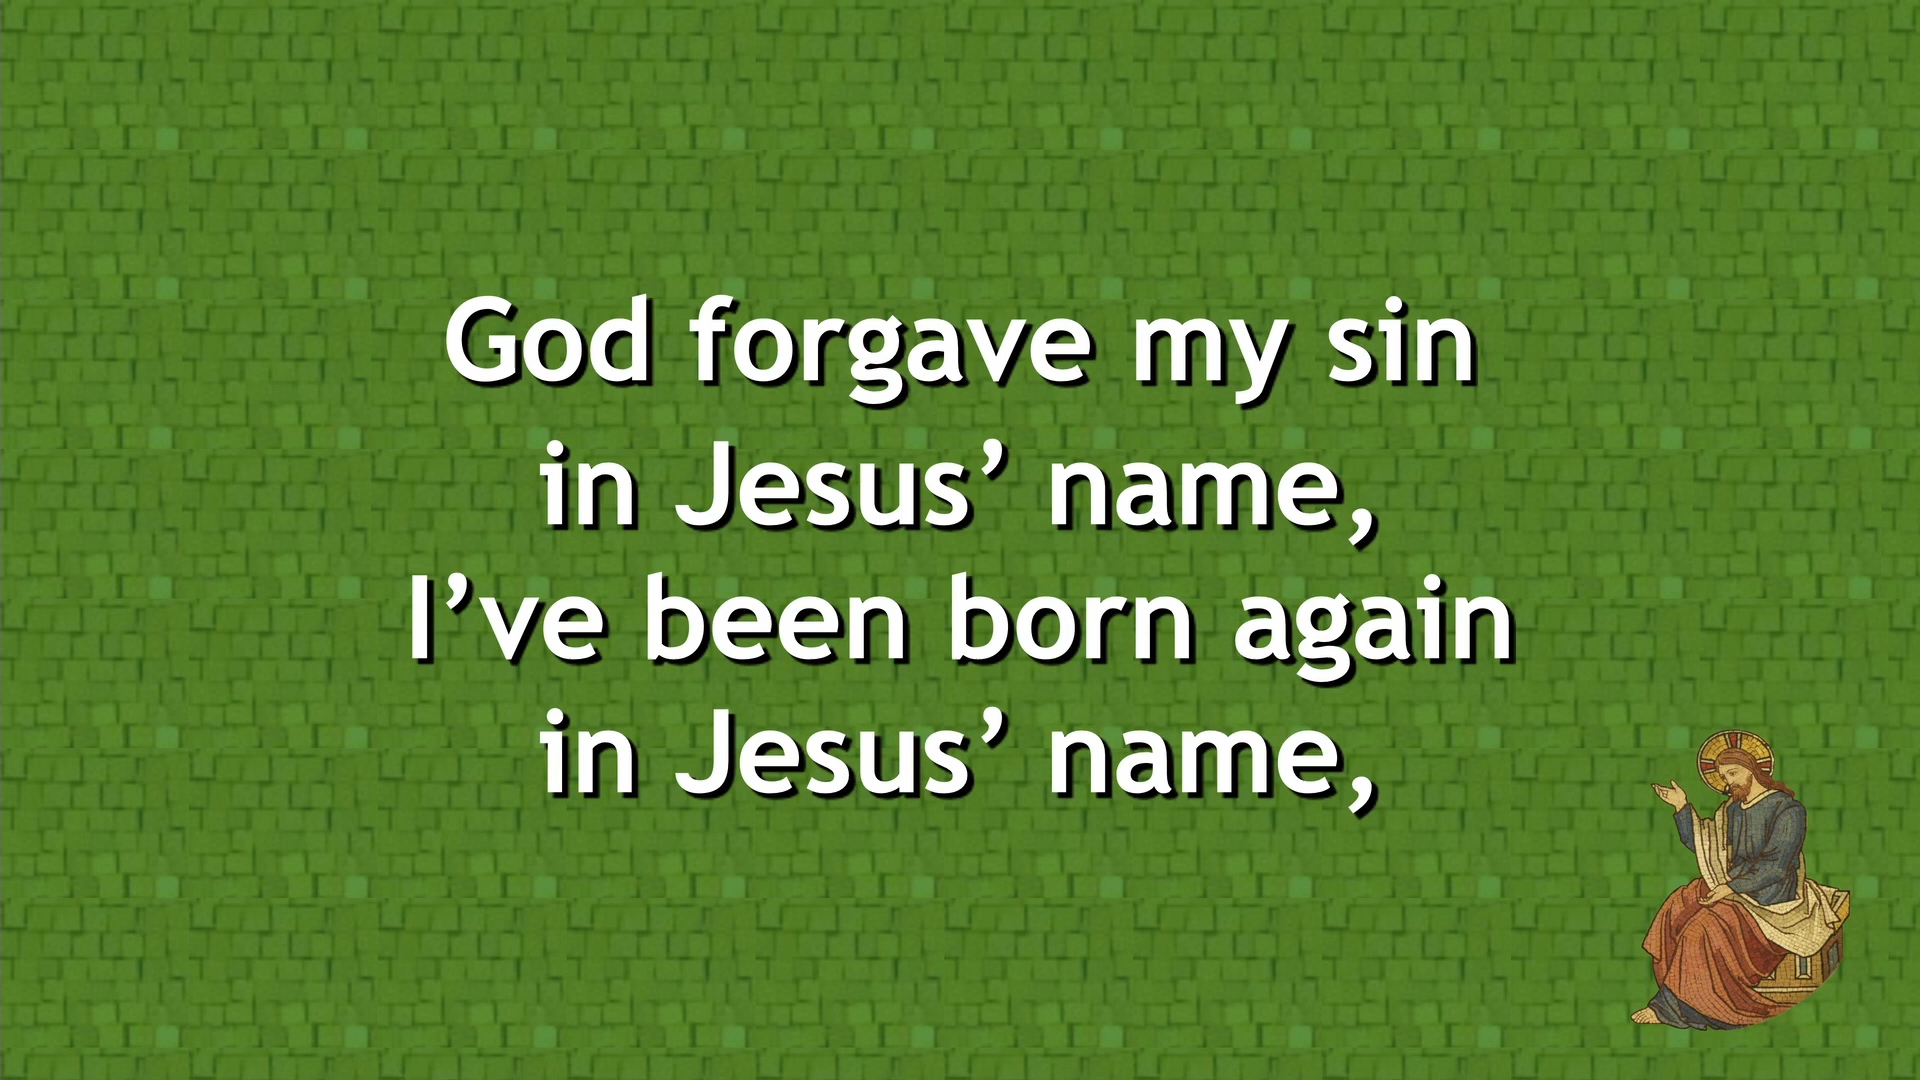 God forgave my sin
in Jesus’ name,
I’ve been born again
in Jesus’ name,